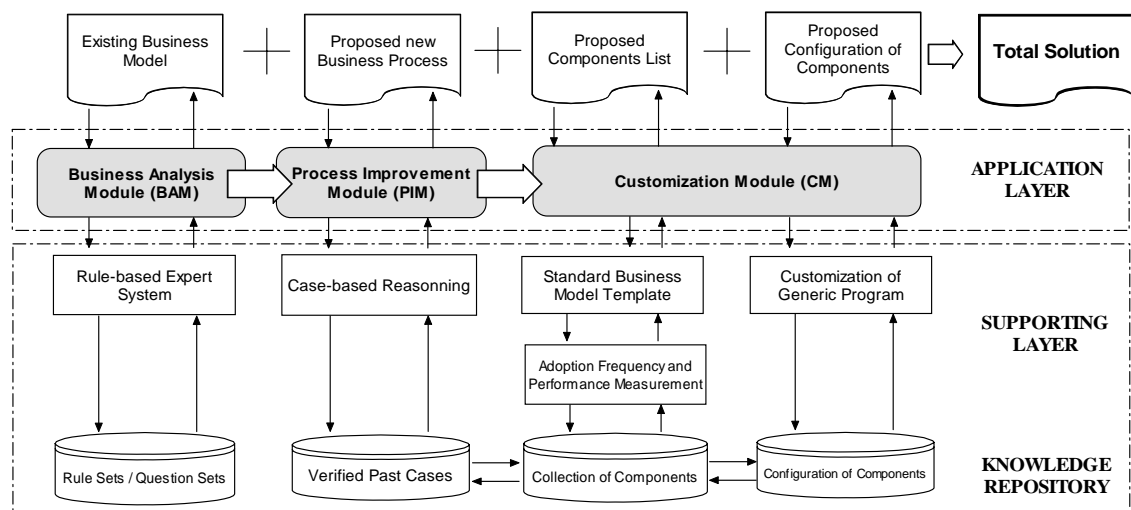 Existing Business
Model
Proposed new
Business Process
Proposed
Components List
Proposed
Configuration of
Components
Total Solution
Business Analysis
Module (BAM)
Process Improvement
Module (PIM)
Customization Module (CM)
APPLICATION
LAYER
Rule-based Expert
System
Case-based Reasonning
Standard Business
Model Template
Customization of
Generic Program
SUPPORTING
LAYER
Adoption Frequency and
Performance Measurement
Rule Sets / Question Sets
Verified Past Cases
Collection of Components
Configuration of Components
KNOWLEDGE
REPOSITORY